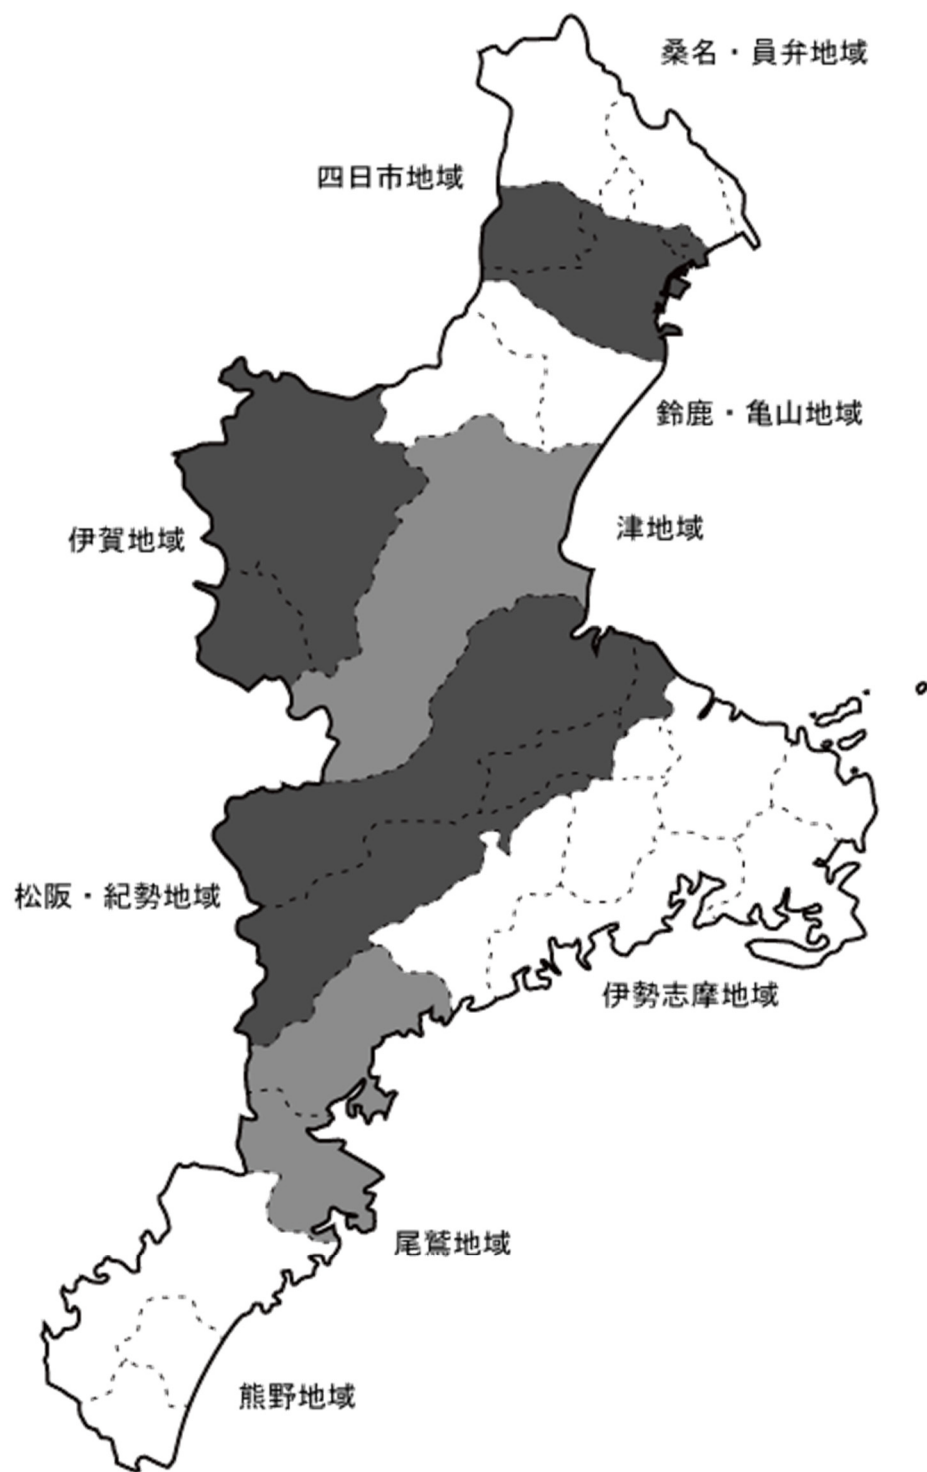 桑名・員弁地域
四日市地域
鈴鹿・亀山地域
津地域
伊賀地域
松阪・紀勢地域
伊勢志摩地域
尾鷲地域
熊野地域